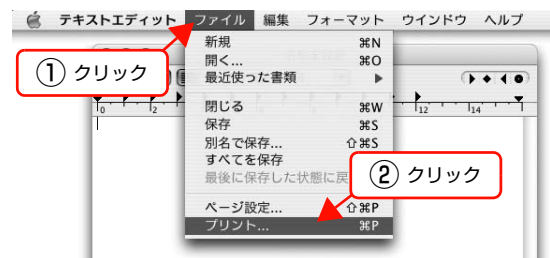 テキストエディット ファイル 編集 フォーマット ウインドウ ヘルプ
① クリック
新規 ⌘N
開く... ⌘O
最近使った書類 ▶
閉じる ⌘W
保存 ⌘S
別名で保存... ⇧⌘S
すべてを保存
最後に保存した状態に戻
ページ設定... ⇧⌘P
プリント... ⌘P
② クリック
0 2 12 14